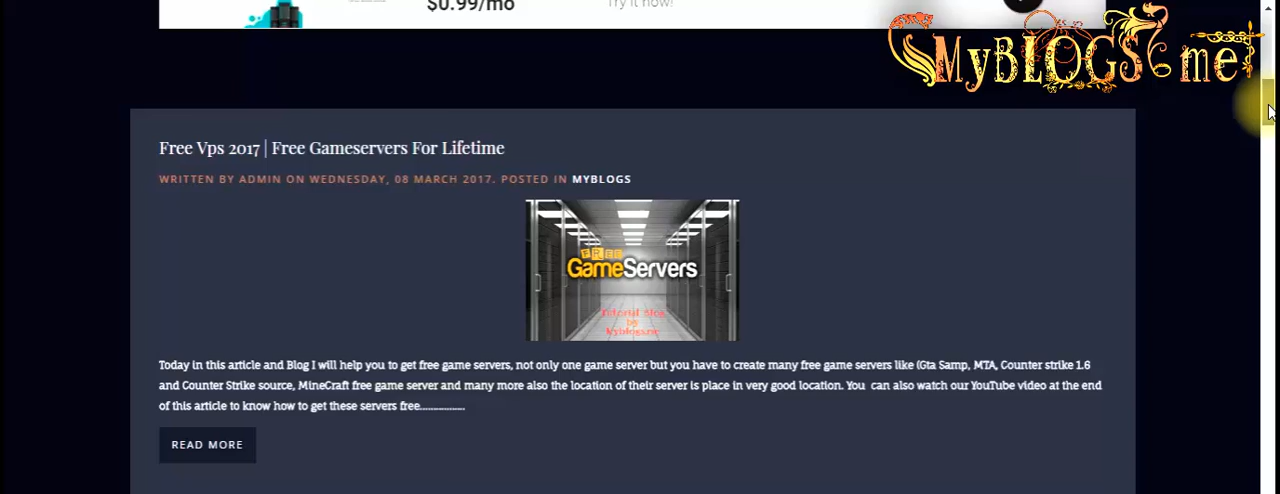 $0.99/mo
Try it now!
MyBLOGS me
Free Vps 2017 | Free Gameservers For Lifetime
WRITTEN BY ADMIN ON WEDNESDAY, 08 MARCH 2017. POSTED IN MYBLOGS
FREE
GameServers
Tutorial Blog
by
Today in this article and Blog I will help you to get free game servers, not only one game server but you have to create many free game servers like (Gta Samp, MTA, Counter strike 1.6
and Counter Strike source, MineCraft free game server and many more also the location of their server is place in very good location. You can also watch our YouTube video at the end
of this article to know how to get these servers free.................
READ MORE